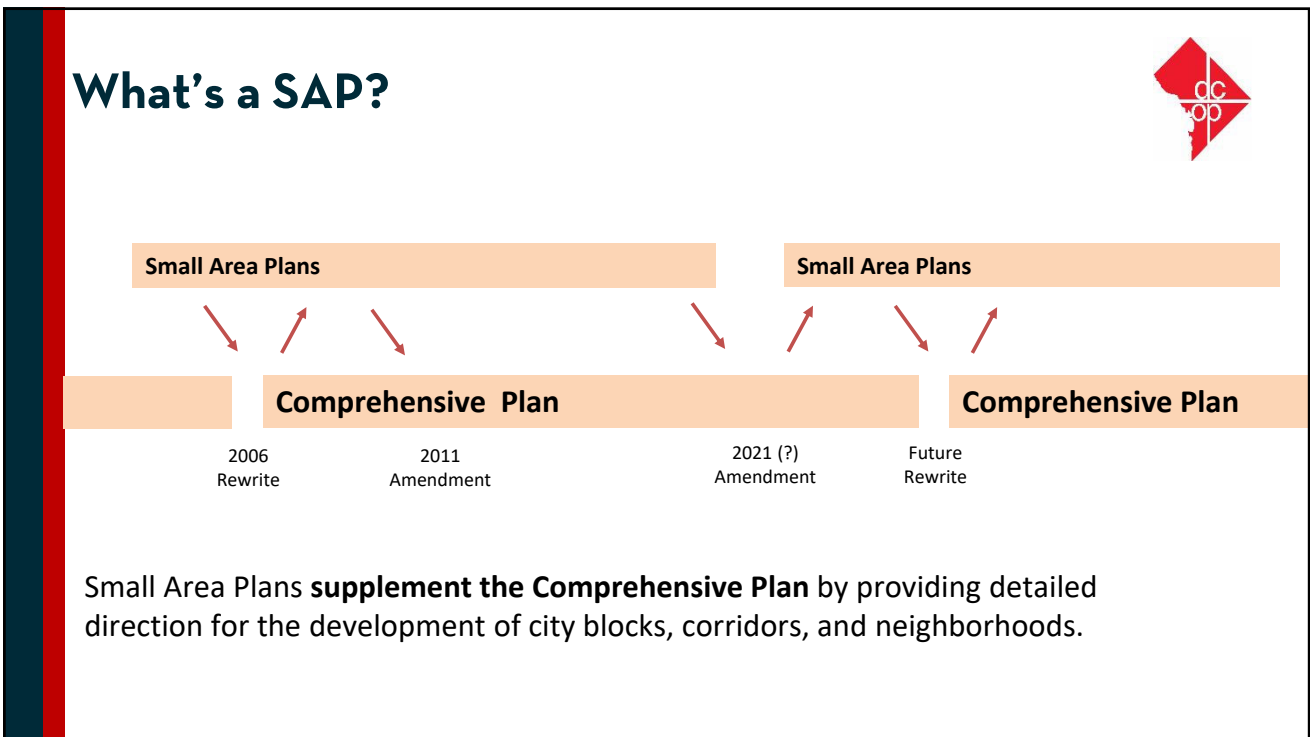 What's a SAP?
dc
op
Small Area Plans
Small Area Plans
Comprehensive Plan
Comprehensive Plan
2006
Rewrite
2011
Amendment
2021 (?)
Amendment
Future
Rewrite
Small Area Plans supplement the Comprehensive Plan by providing detailed
direction for the development of city blocks, corridors, and neighborhoods.